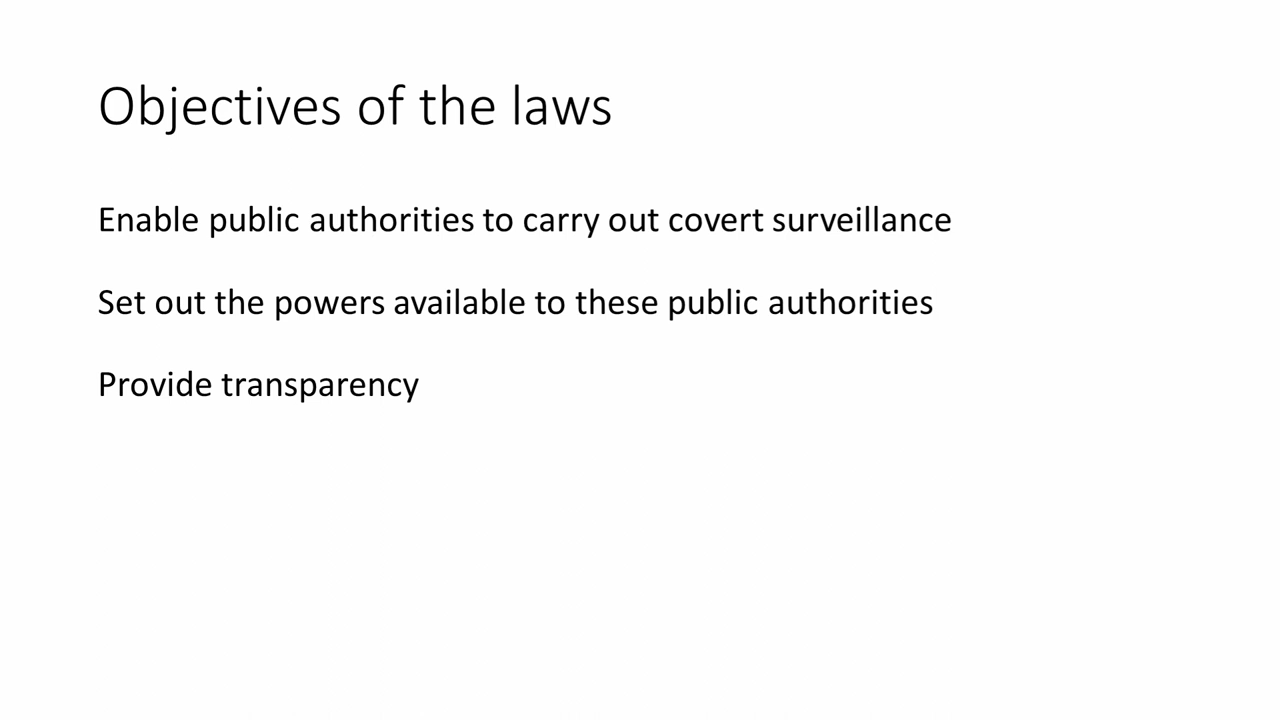 Objectives of the laws
Enable public authorities to carry out covert surveillance
Set out the powers available to these public authorities
Provide transparency